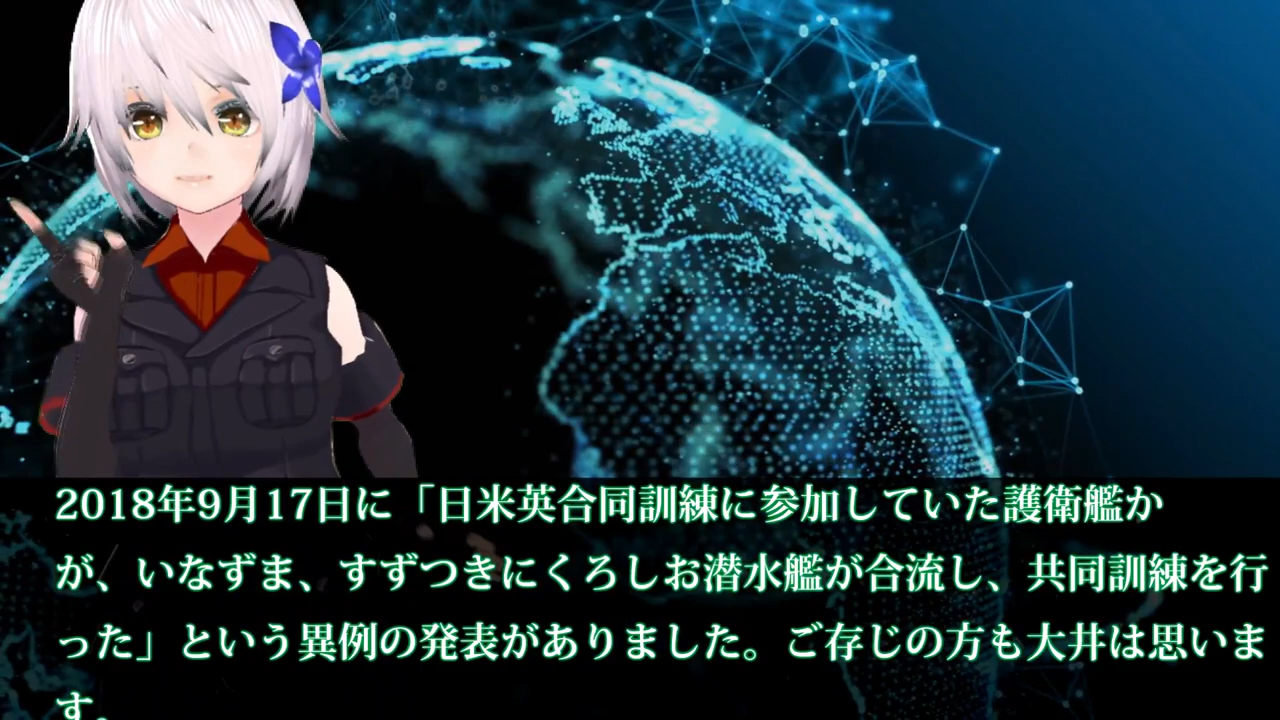 2018年9月17日に「日米英合同訓練に参加していた護衛艦か
が、いなずま、すずつきにくろしお潜水艦が合流し、共同訓練を行
った」という異例の発表がありました。ご存じの方も大井は思いま
す。